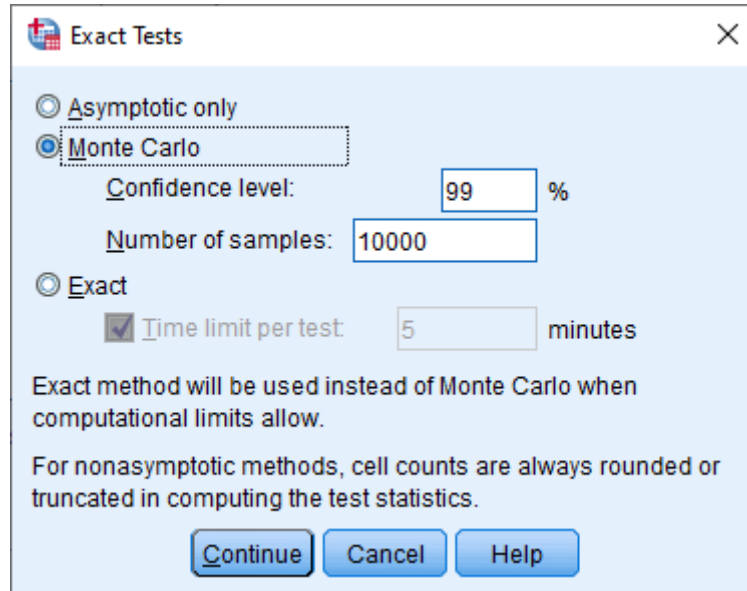 Exact Tests
Asymptotic only
Monte Carlo
Confidence level: 99 %
Number of samples: 10000
Exact
Time limit per test: 5 minutes
Exact method will be used instead of Monte Carlo when
computational limits allow.
For nonasymptotic methods, cell counts are always rounded or
truncated in computing the test statistics.
Continue Cancel Help